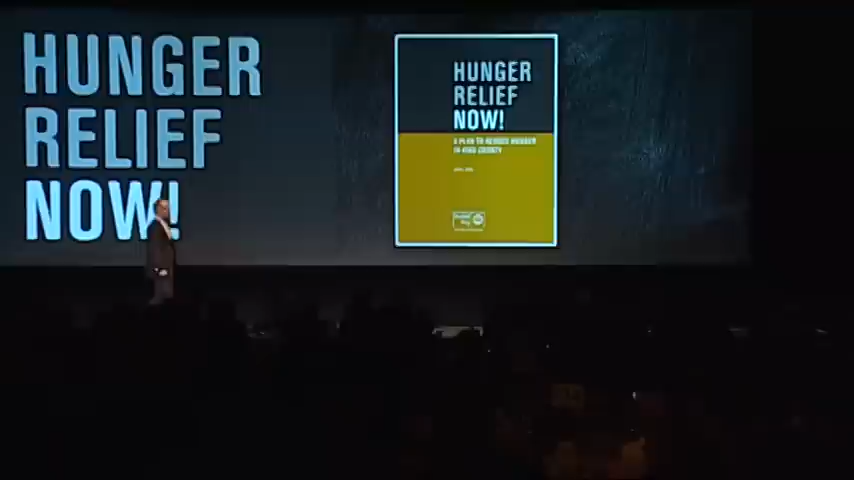 HUNGER
RELIEF
NOW!
HUNGER
RELIEF
NOW!
A PLAN TO REDUCE HUNGER
IN KING COUNTY